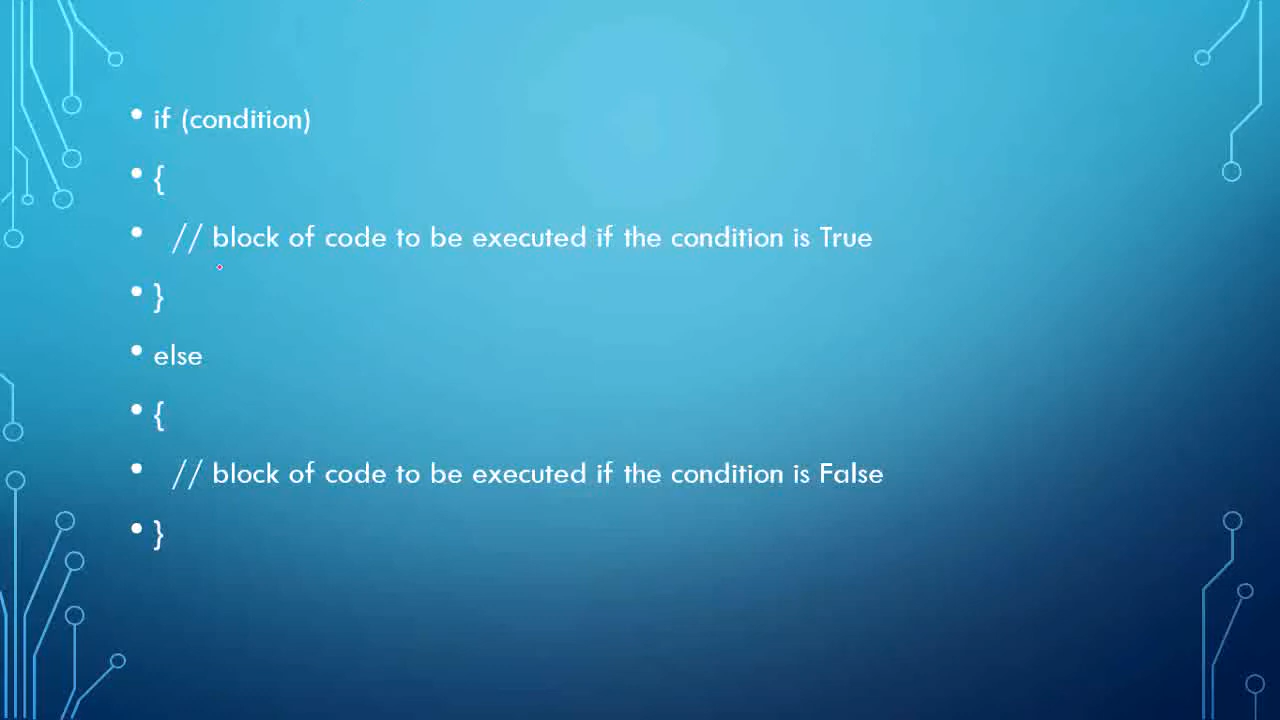 • if (condition)
• {
• // block of code to be executed if the condition is True
• }
• else
• {
• // block of code to be executed if the condition is False
• }